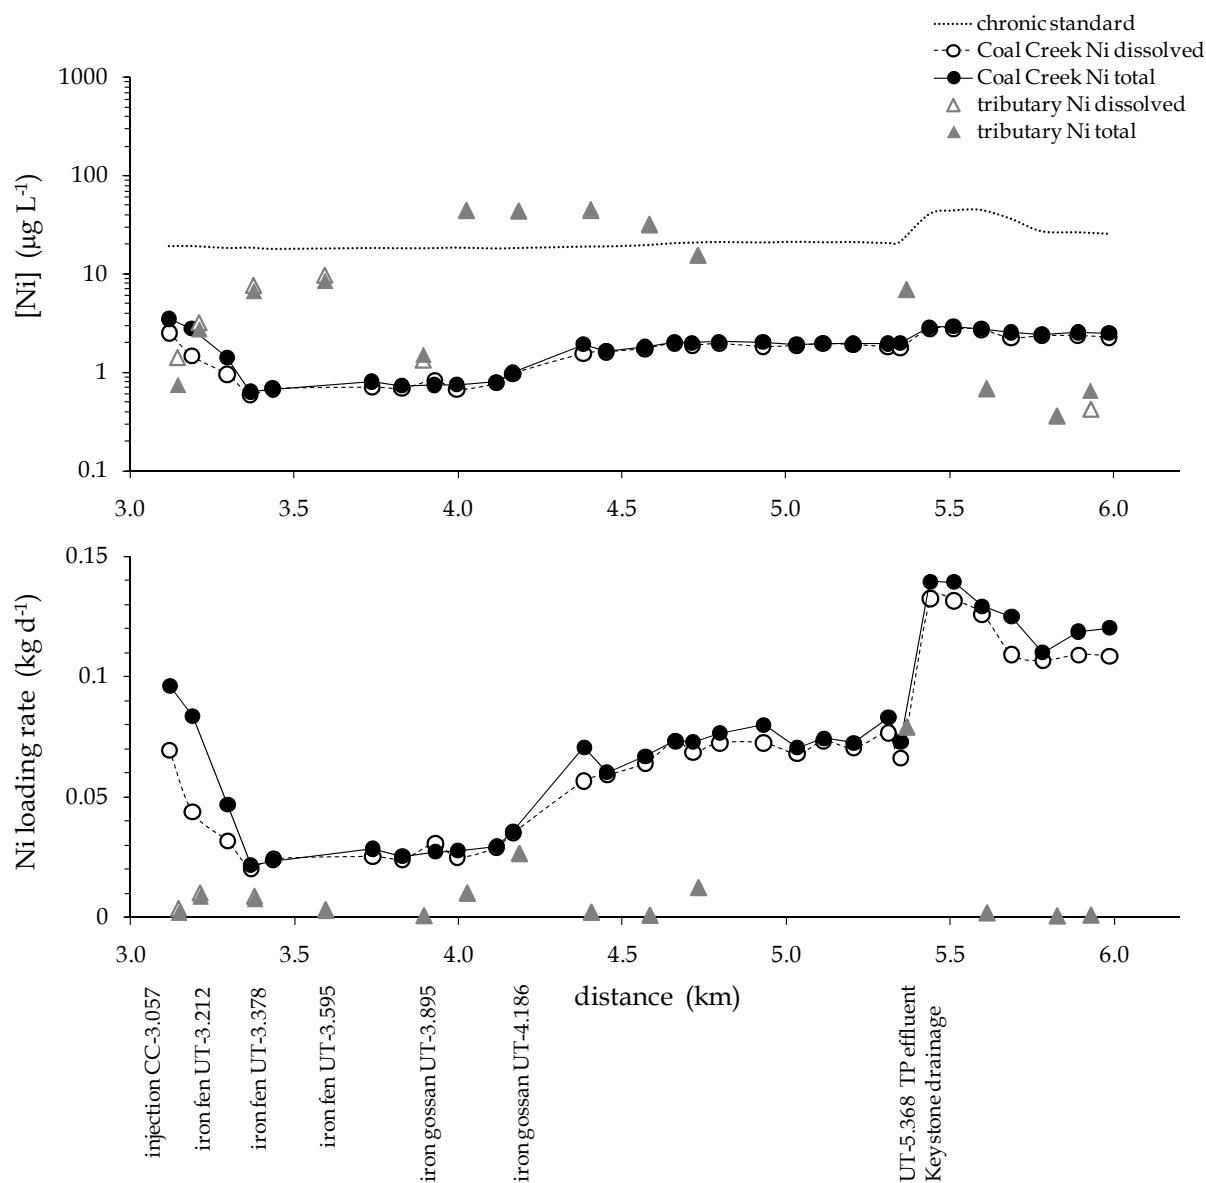 chronic standard
Coal Creek Ni dissolved
Coal Creek Ni total
tributary Ni dissolved
tributary Ni total
[Ni] (µg L⁻¹)
1000
100
10
1
0.1
3.0 3.5 4.0 4.5 5.0 5.5 6.0
Ni loading rate (kg d⁻¹)
0.15
0.1
0.05
0
3.0 3.5 4.0 4.5 5.0 5.5 6.0
distance (km)
injection CC-3.057
iron fen UT-3.212
iron fen UT-3.378
iron fen UT-3.595
iron gossan UT-3.895
iron gossan UT-4.186
UT-5.368 TP effluent
Keystone drainage